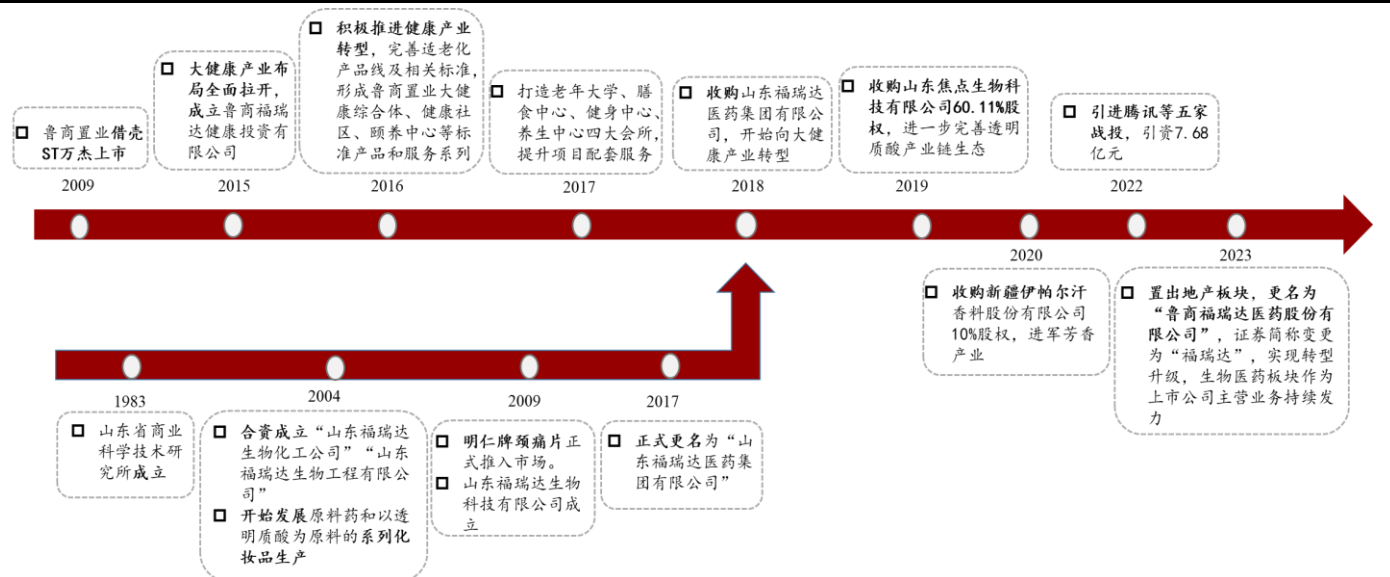 鲁商置业借壳
ST万杰上市
2009
大健康产业布
局全面拉开，
成立鲁商福瑞
达健康投资有
限公司
2015
积极推进健康产业
转型，完善适老化
产品线及相关标准，
形成鲁商置业大健
康综合体、健康社
区、颐养中心等标
准产品和服务系列
2016
打造老年大学、膳
食中心、健身中心、
养生中心四大会所，
提升项目配套服务
2017
收购山东福瑞达
医药集团有限公
司，开始向大健
康产业转型
2018
收购山东焦点生物科
技有限公司60.11%股
权，进一步完善透明
质酸产业链生态
2019
引进腾讯等五家
战投，引资7.68
亿元
2022
2020
收购新疆伊帕尔汗
香料股份有限公司
10%股权，进军芳香
产业
2023
置出地产板块，更名为
“鲁商福瑞达医药股份有
限公司”，证券简称变更
为“福瑞达”，实现转型
升级，生物医药板块作为
上市公司主营业务持续发
力
1983
山东省商业
科学技术研
究所成立
2004
合资成立“山东福瑞达
生物化工公司”“山东
福瑞达生物工程有限公
司”
开始发展原料药和以透
明质酸为原料的系列化
妆品生产
2009
明仁牌颈痛片正
式推入市场。
山东福瑞达生物
科技有限公司成
立
2017
正式更名为“山
东福瑞达医药集
团有限公司”